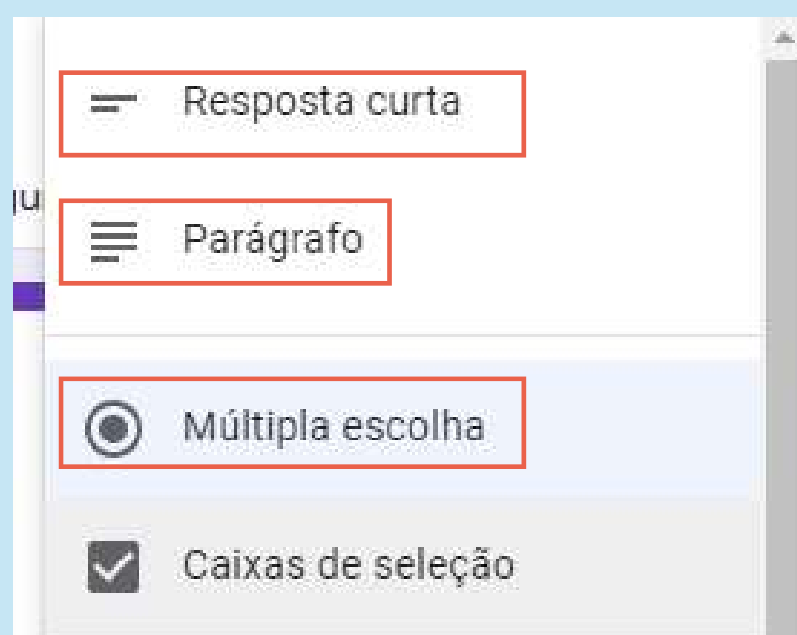 Resposta curta
Parágrafo
Múltipla escolha
Caixas de seleção